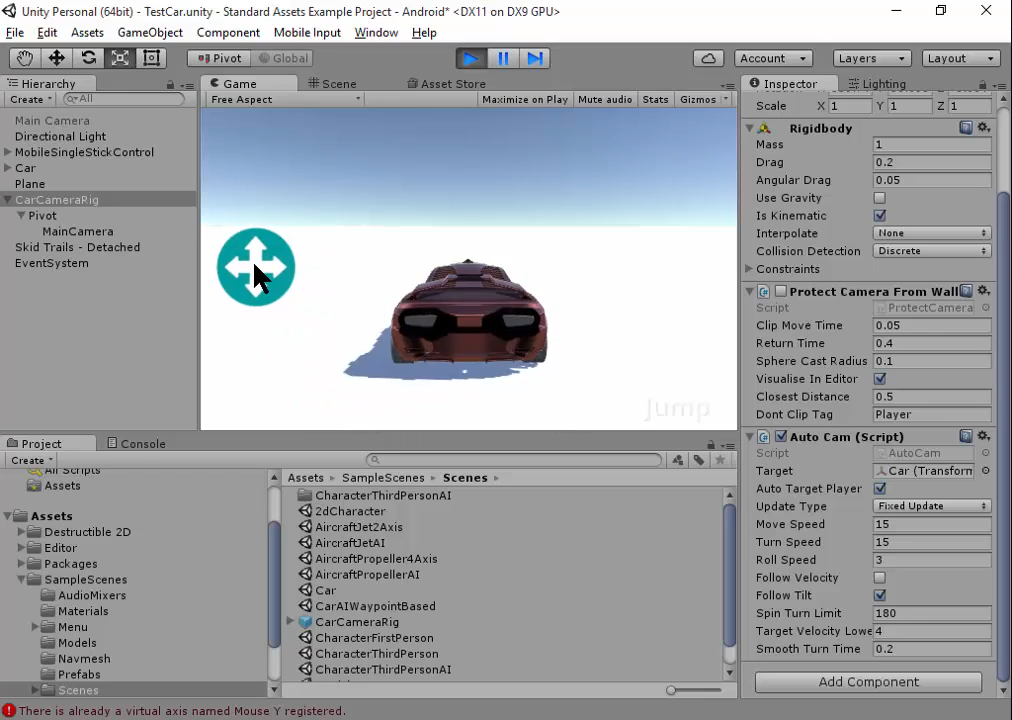 Unity Personal (64bit) - TestCar.unity - Standard Assets Example Project - Android* <DX11 on DX9 GPU>
File Edit Assets GameObject Component Mobile Input Window Help
Pivot Global Account Layers Layout
Hierarchy
Create All
Main Camera
Directional Light
MobileSingleStickControl
Car
Plane
CarCameraRig
Pivot
MainCamera
Skid Trails - Detached
EventSystem
Game Scene Asset Store
Free Aspect Maximize on Play Mute audio Stats Gizmos
Jump
Inspector Lighting
Scale X 1 Y 1 Z 1
Rigidbody
Mass 1
Drag 0.2
Angular Drag 0.05
Use Gravity
Is Kinematic
Interpolate None
Collision Detection Discrete
Constraints
Protect Camera From Wall
Script ProtectCamera
Clip Move Time 0.05
Return Time 0.4
Sphere Cast Radius 0.1
Visualise In Editor
Closest Distance 0.5
Dont Clip Tag Player
Auto Cam (Script)
Script AutoCam
Target Car (Transform
Auto Target Player
Update Type Fixed Update
Move Speed 15
Turn Speed 15
Roll Speed 3
Follow Velocity
Follow Tilt
Spin Turn Limit 180
Target Velocity Lowe 4
Smooth Turn Time 0.2
Add Component
Project Console
Create
All Scripts
Assets
Assets
Destructible 2D
Editor
Packages
SampleScenes
AudioMixers
Materials
Menu
Models
Navmesh
Prefabs
Scenes
Assets SampleScenes Scenes
CharacterThirdPersonAI
2dCharacter
AircraftJet2Axis
AircraftJetAI
AircraftPropeller4Axis
AircraftPropellerAI
Car
CarAIWaypointBased
CarCameraRig
CharacterFirstPerson
CharacterThirdPerson
CharacterThirdPersonAI
There is already a virtual axis named Mouse Y registered.